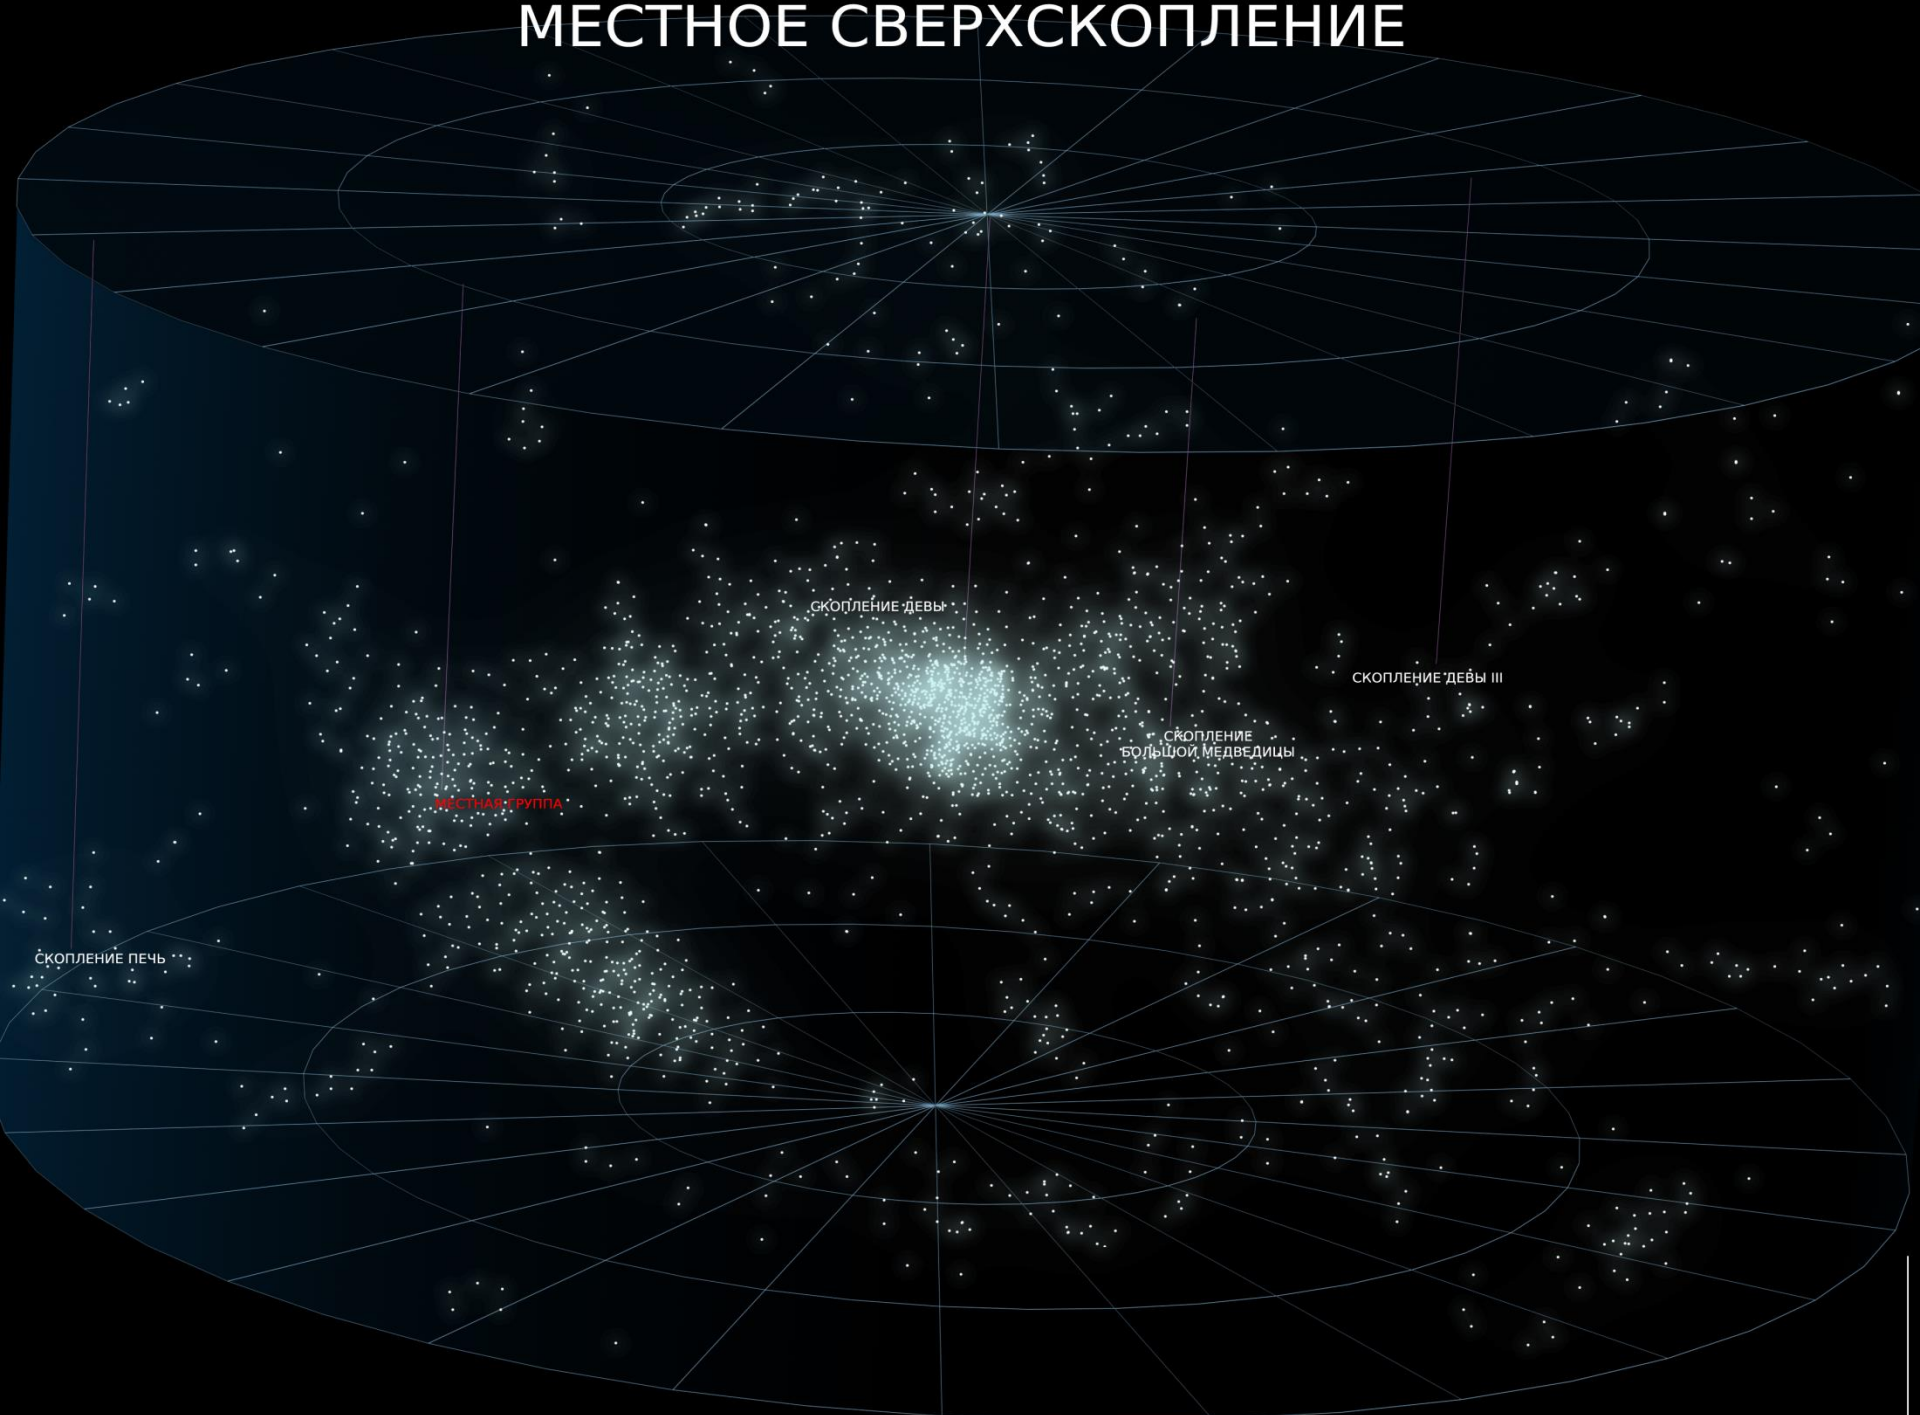 МЕСТНОЕ СВЕРХСКОПЛЕНИЕ
СКОПЛЕНИЕ ДЕВЫ
СКОПЛЕНИЕ ДЕВЫ III
СКОПЛЕНИЕ
БОЛЬШОЙ МЕДВЕДИЦЫ
МЕСТНАЯ ГРУППА
СКОПЛЕНИЕ ПЕЧЬ